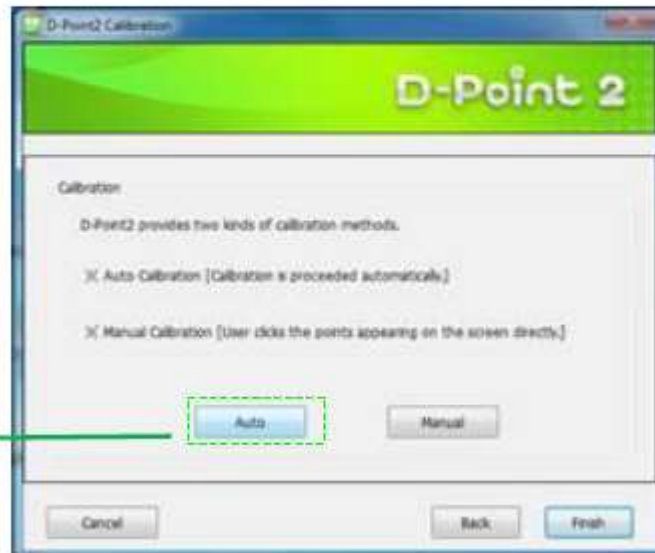 D-Point2 Calibration
D-Point 2
Calibration
D-Point2 provides two kinds of calibration methods.
※ Auto Calibration [Calibration is proceeded automatically.]
※ Manual Calibration [User clicks the points appearing on the screen directly.]
Auto
Manual
Cancel
Back
Finish